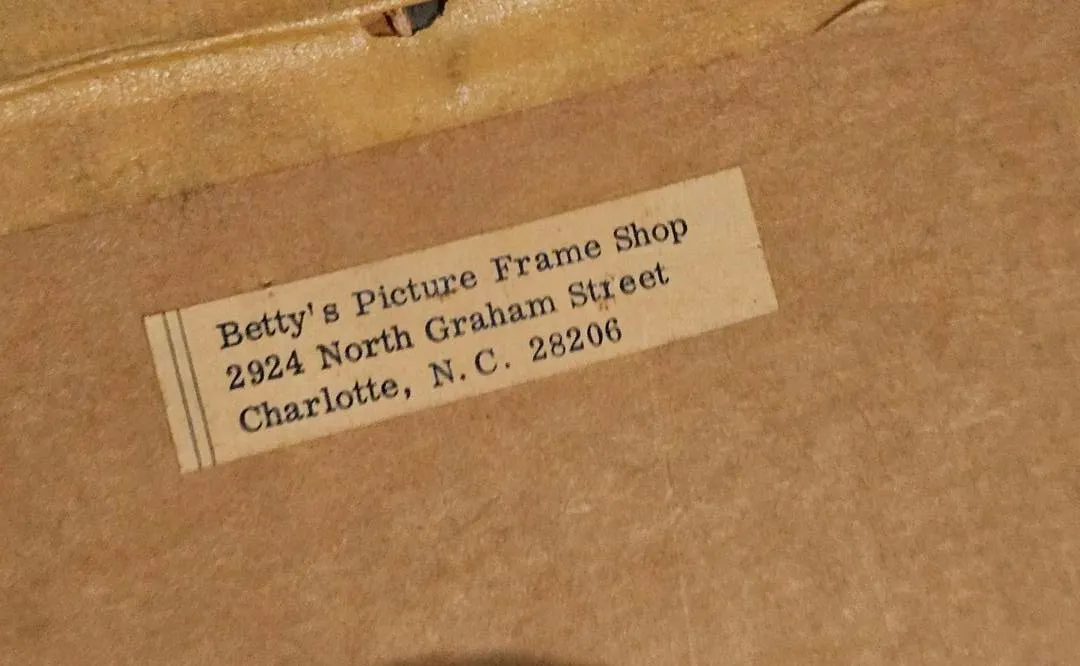 Betty's Picture Frame Shop
2924 North Graham Street
Charlotte, N.C. 28206